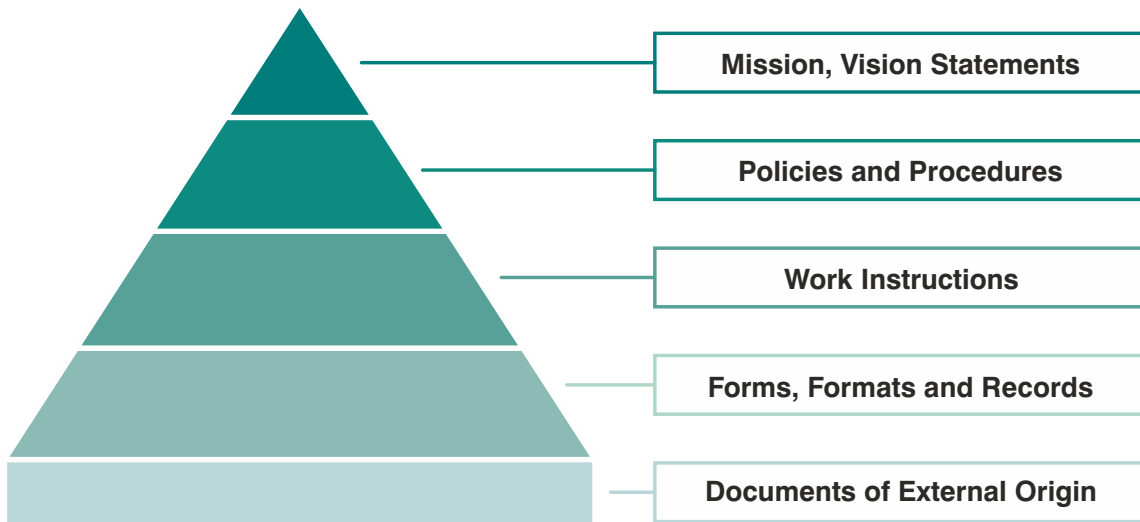 Mission, Vision Statements
Policies and Procedures
Work Instructions
Forms, Formats and Records
Documents of External Origin